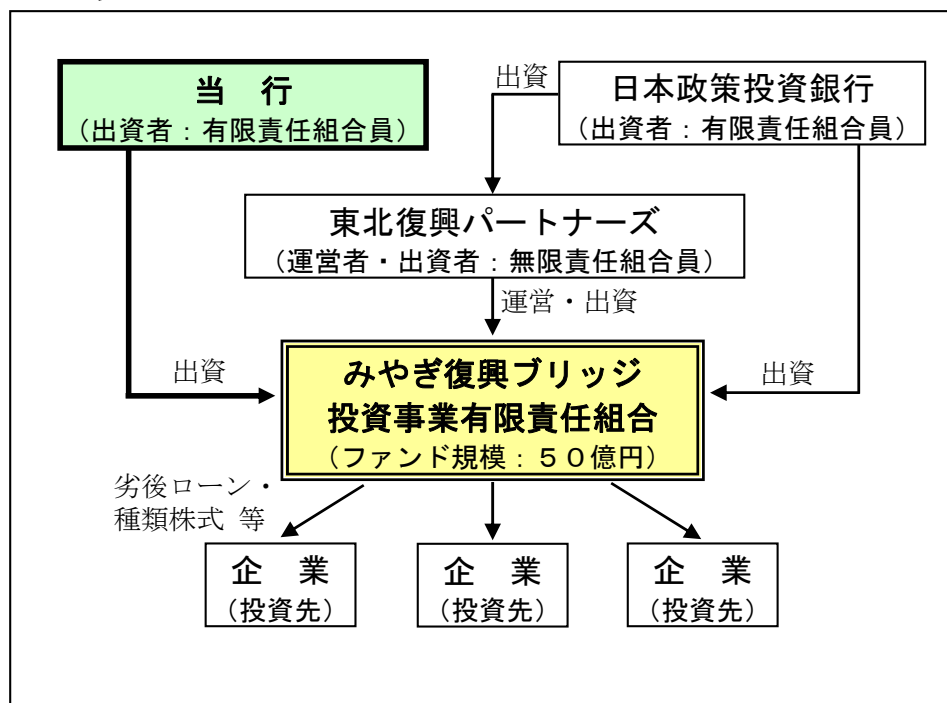 当　行
（出資者：有限責任組合員）
出資
日本政策投資銀行
（出資者：有限責任組合員）
東北復興パートナーズ
（運営者・出資者：無限責任組合員）
運営・出資
出資
みやぎ復興ブリッジ
投資事業有限責任組合
（ファンド規模：５０億円）
出資
劣後ローン・
種類株式 等
企　業
（投資先）
企　業
（投資先）
企　業
（投資先）